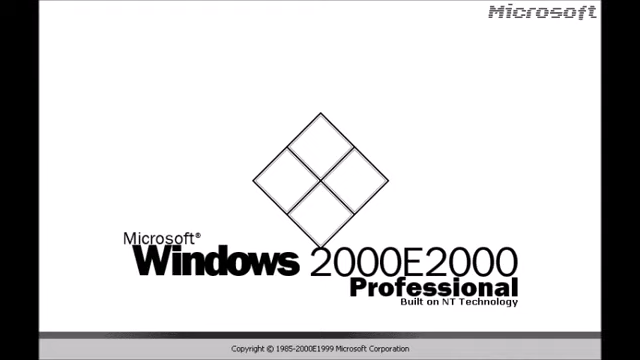 Microsoft
Microsoft®
Windows 2000E2000
Professional
Built on NT Technology
Copyright © 1985-2000E1999 Microsoft Corporation